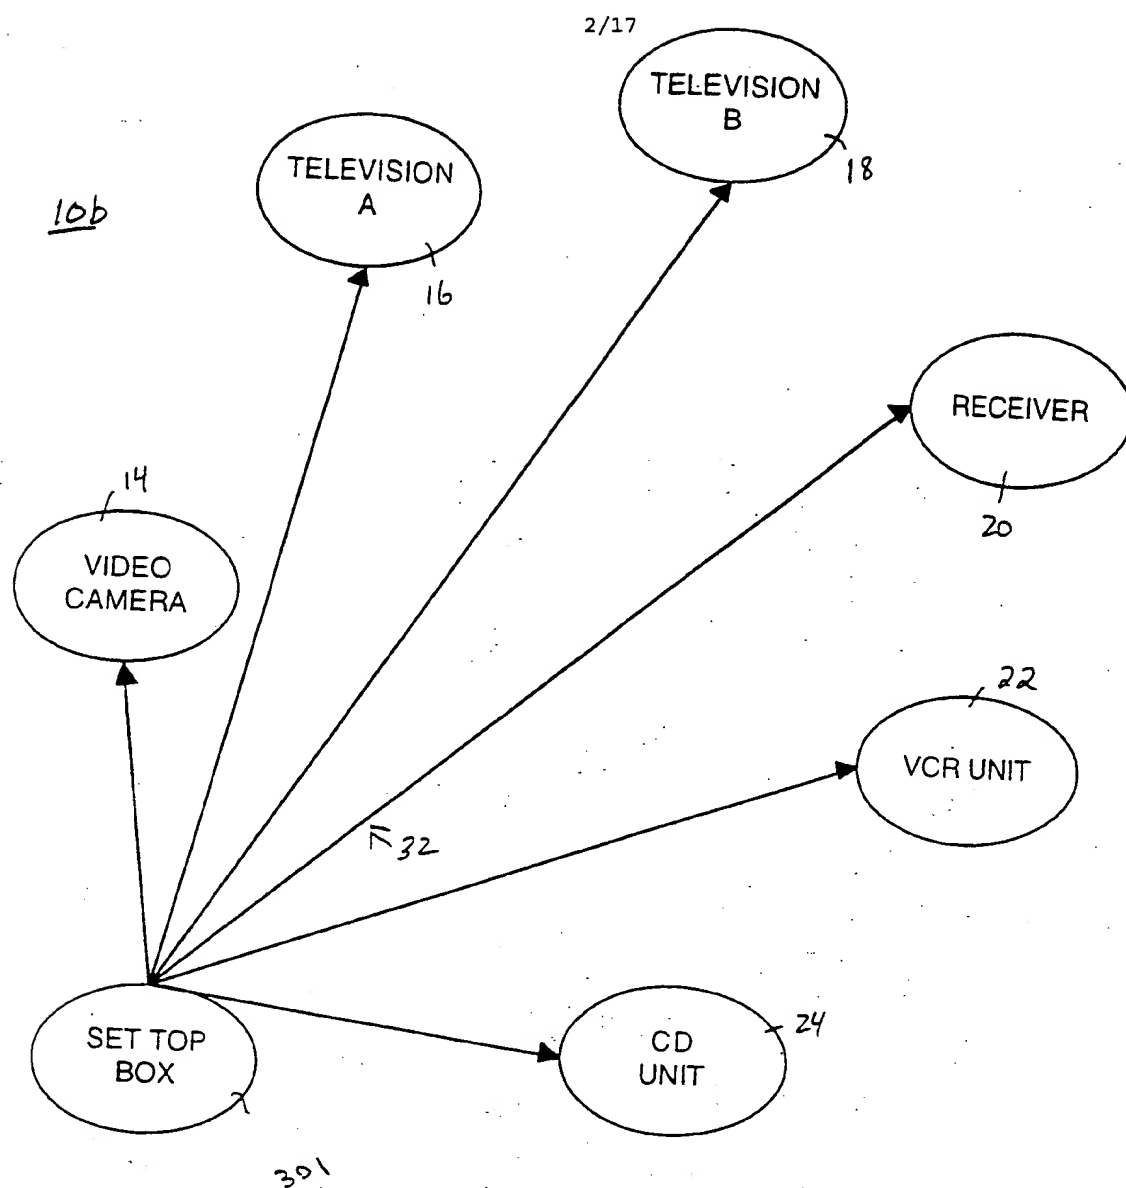 2/17
TELEVISION
B
18
TELEVISION
A
16
10b
RECEIVER
20
14
VIDEO
CAMERA
22
VCR UNIT
32
SET TOP
BOX
301
CD
UNIT
24